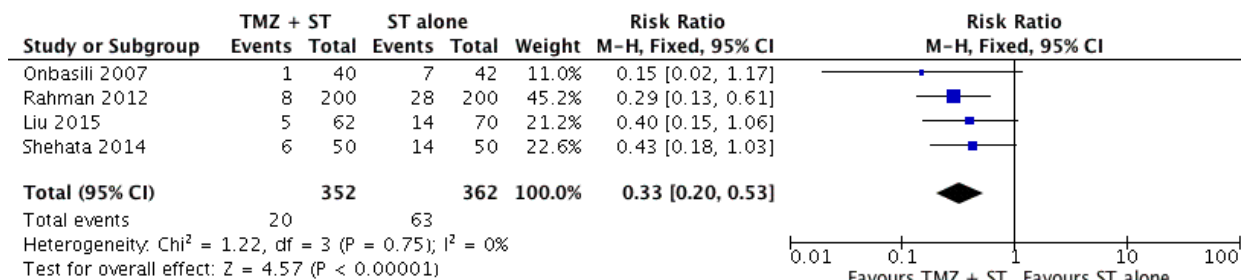 TMZ + ST ST alone Risk Ratio Risk Ratio
Study or Subgroup Events Total Events Total Weight M-H, Fixed, 95% CI M-H, Fixed, 95% CI
Onbasili 2007 1 40 7 42 11.0% 0.15 [0.02, 1.17]
Rahman 2012 8 200 28 200 45.2% 0.29 [0.13, 0.61]
Liu 2015 5 62 14 70 21.2% 0.40 [0.15, 1.06]
Shehata 2014 6 50 14 50 22.6% 0.43 [0.18, 1.03]
Total (95% CI) 352 362 100.0% 0.33 [0.20, 0.53]
Total events 20 63
Heterogeneity: Chi² = 1.22, df = 3 (P = 0.75); I² = 0%
Test for overall effect: Z = 4.57 (P < 0.00001)
0.01 0.1 1 10 100
Favours TMZ + ST Favours ST alone